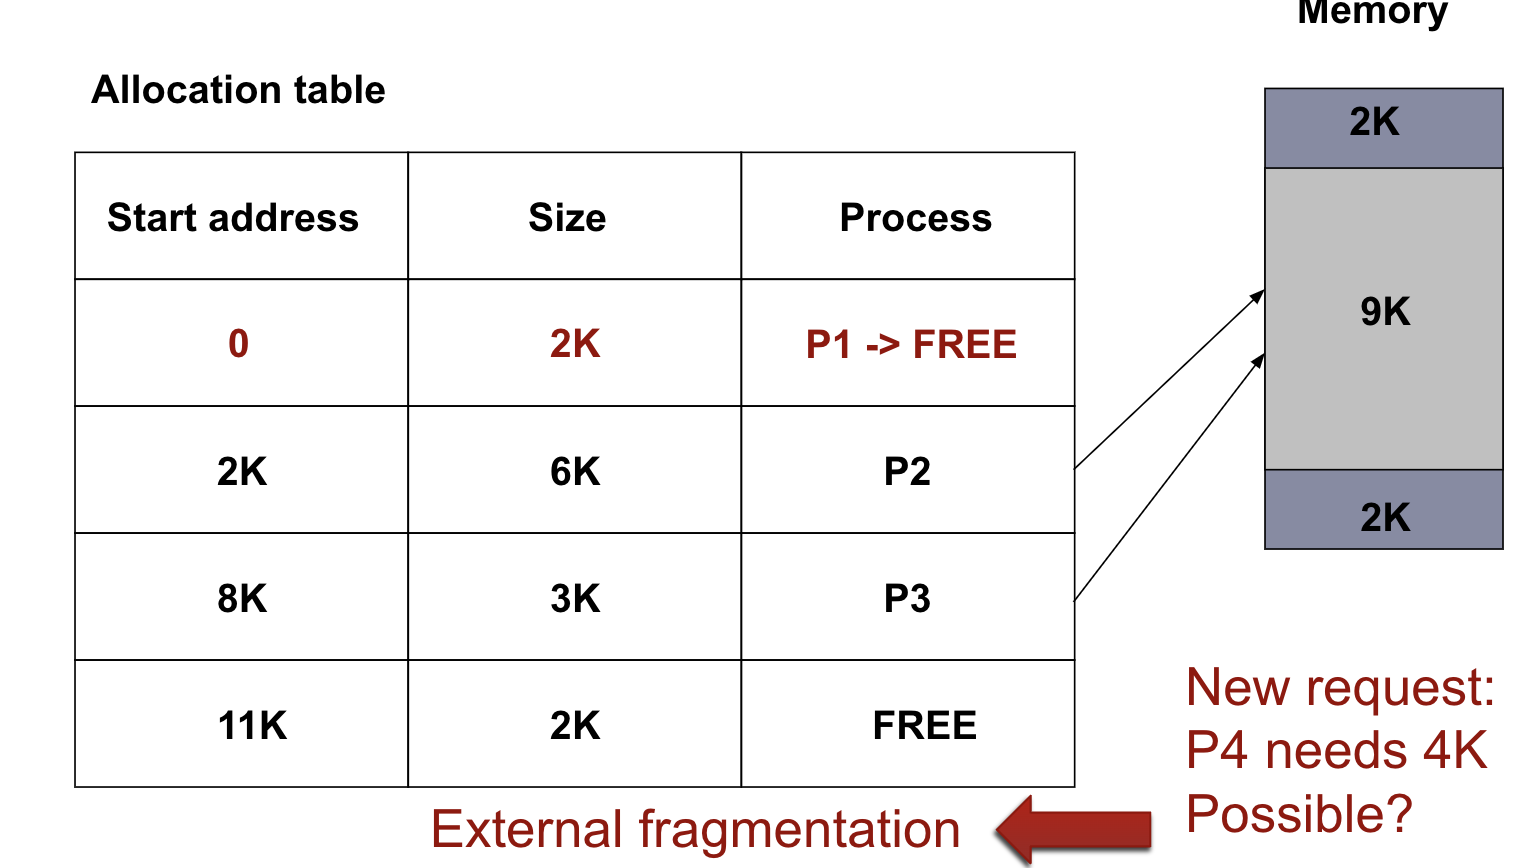 Memory
Allocation table
2K
Start address Size Process
0 2K P1 -> FREE
9K
2K 6K P2
2K
8K 3K P3
11K 2K FREE
New request:
P4 needs 4K
Possible?
External fragmentation